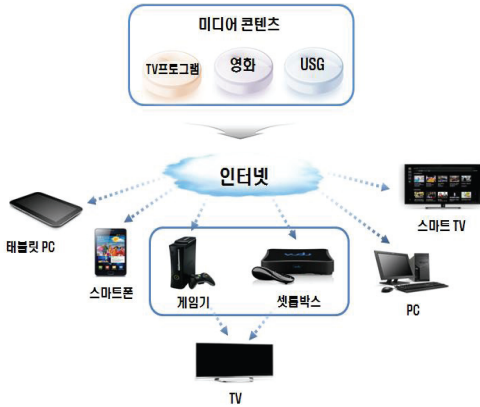 미디어 콘텐츠
TV프로그램
영화
USG
인터넷
태블릿 PC
스마트폰
게임기
셋톱박스
PC
스마트 TV
TV